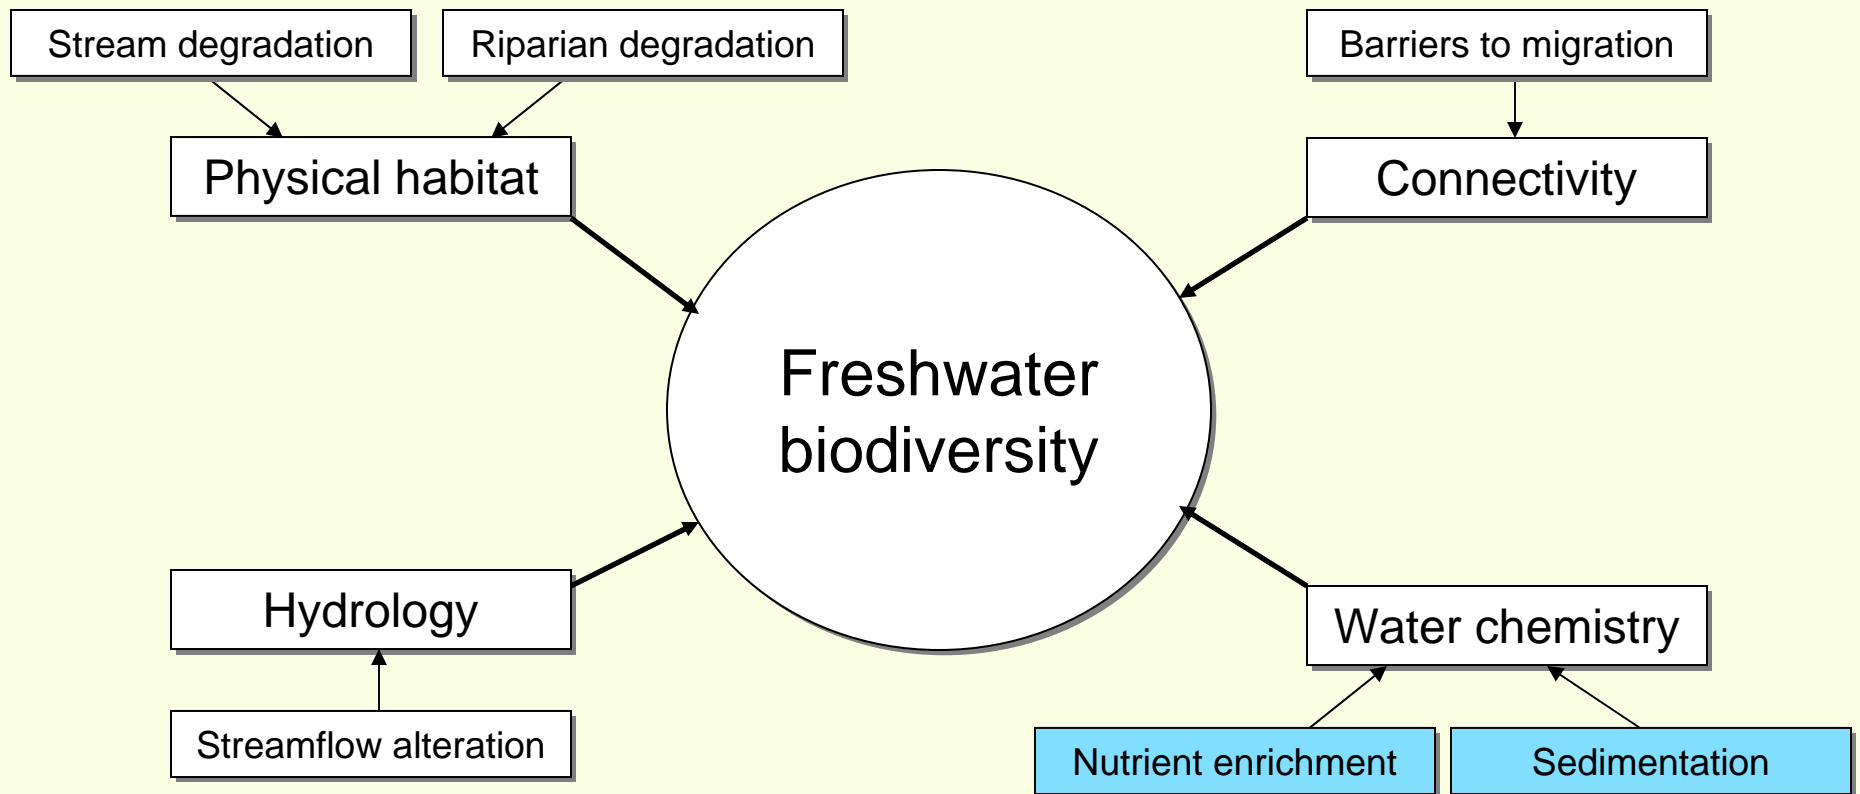 Stream degradation
Riparian degradation
Barriers to migration
Physical habitat
Connectivity
Freshwater
biodiversity
Hydrology
Water chemistry
Streamflow alteration
Nutrient enrichment
Sedimentation